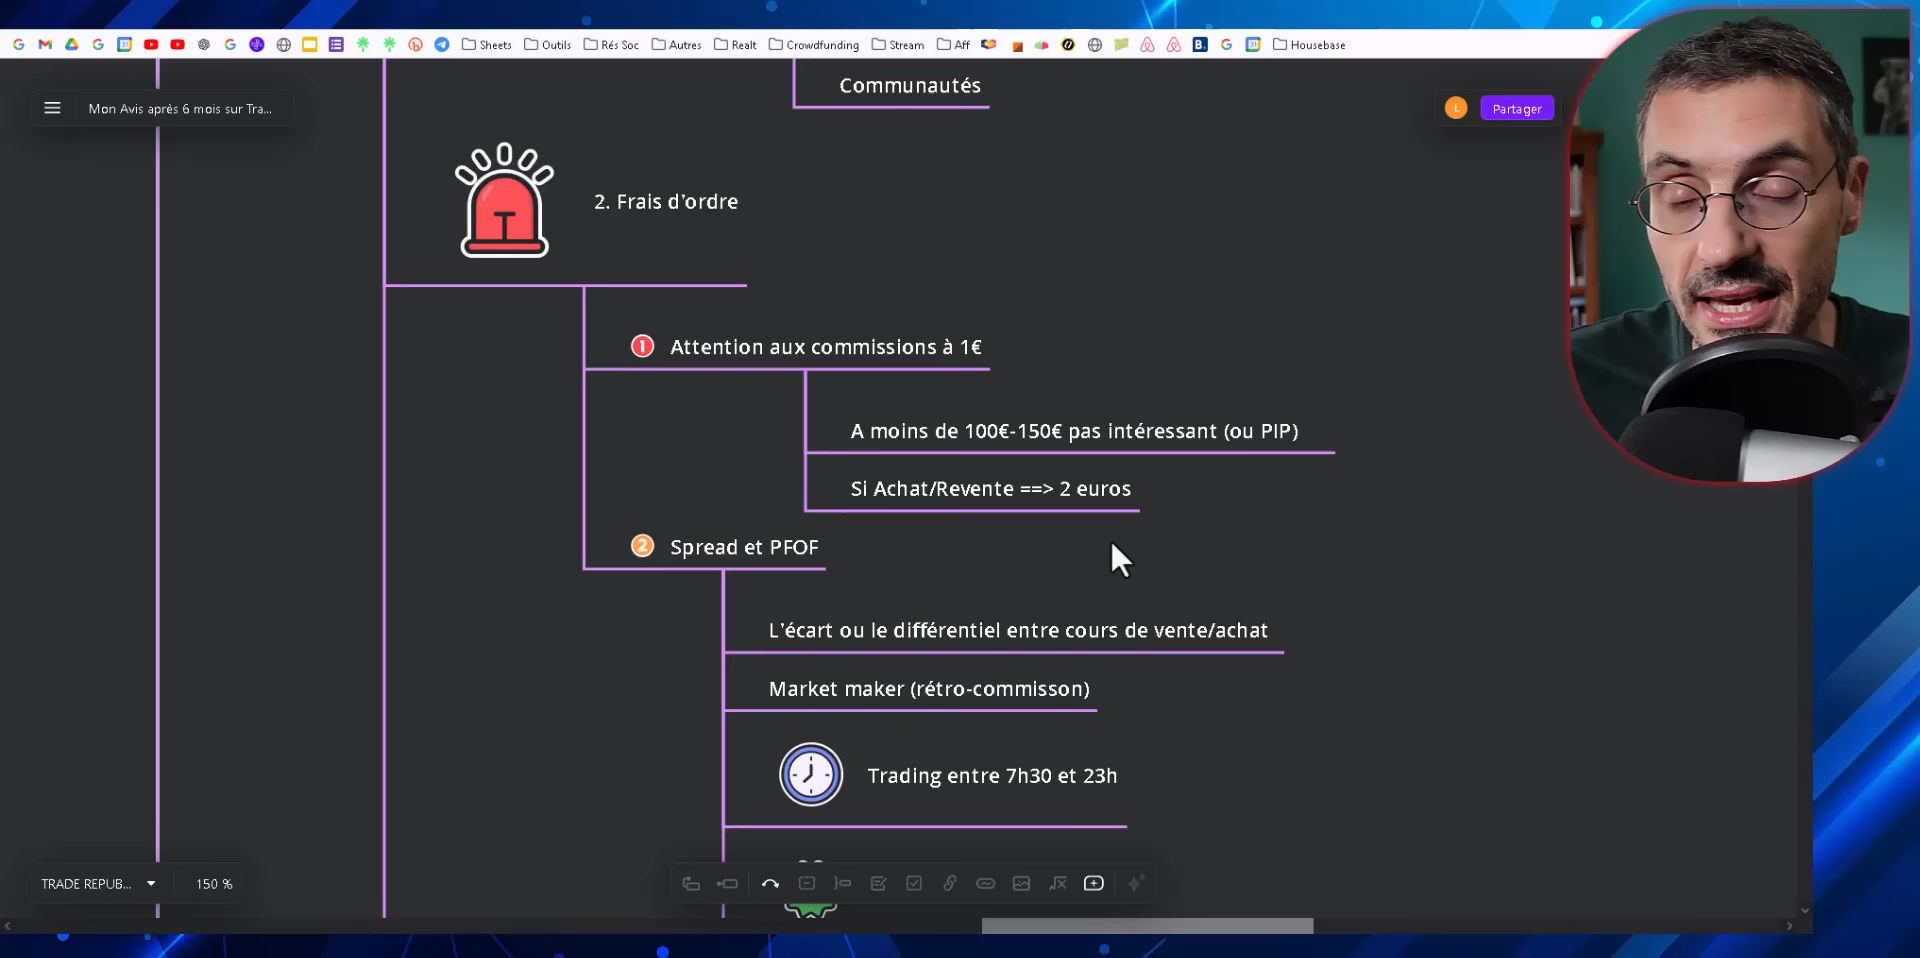 Sheets
Outils
Rés Soc
Autres
Realt
Crowdfunding
Stream
Aff
B.
Housebase
Communautés
Mon Avis après 6 mois sur Tra...
L
Partager
2. Frais d'ordre
1 Attention aux commissions à 1€
A moins de 100€-150€ pas intéressant (ou PIP)
Si Achat/Revente ==> 2 euros
2 Spread et PFOF
L'écart ou le différentiel entre cours de vente/achat
Market maker (rétro-commisson)
Trading entre 7h30 et 23h
TRADE REPUB...
150 %